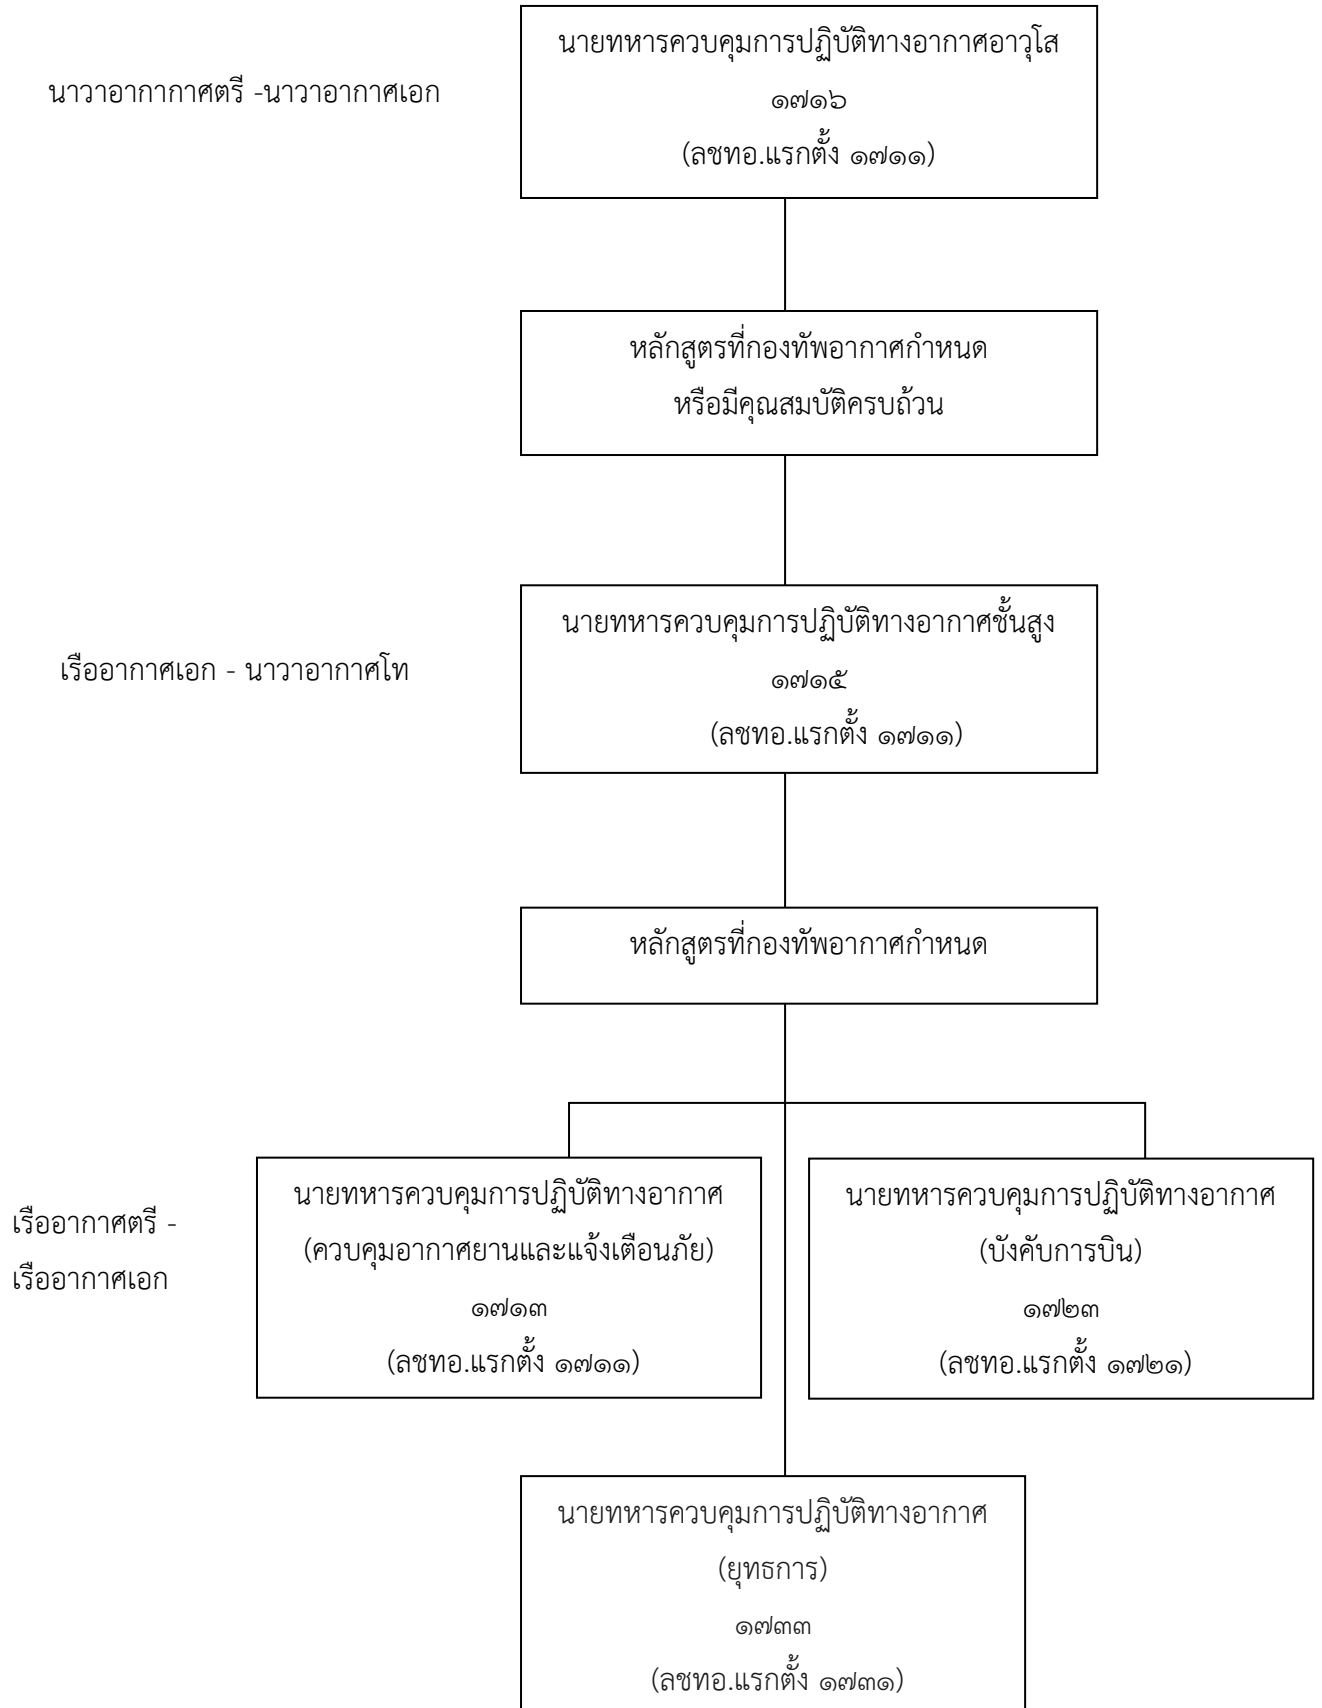 นายทหารควบคุมการปฏิบัติทางอากาศอาวุโส
นาวาอากากาศตรี -นาวาอากาศเอก
๑๗๑๖
(ลชทอ.แรกตั้ง ๑๗๑๑)
หลักสูตรที่กองทัพอากาศกำหนด
หรือมีคุณสมบัติครบถ้วน
นายทหารควบคุมการปฏิบัติทางอากาศชั้นสูง
เรืออากาศเอก - นาวาอากาศโท
๑๗๑๕
(ลชทอ.แรกตั้ง ๑๗๑๑)
หลักสูตรที่กองทัพอากาศกำหนด
เรืออากาศตรี -
เรืออากาศเอก
นายทหารควบคุมการปฏิบัติทางอากาศ
(ควบคุมอากาศยานและแจ้งเตือนภัย)
๑๗๑๓
(ลชทอ.แรกตั้ง ๑๗๑๑)
นายทหารควบคุมการปฏิบัติทางอากาศ
(บังคับการบิน)
๑๗๒๓
(ลชทอ.แรกตั้ง ๑๗๒๑)
นายทหารควบคุมการปฏิบัติทางอากาศ
(ยุทธการ)
๑๗๓๓
(ลชทอ.แรกตั้ง ๑๗๓๑)